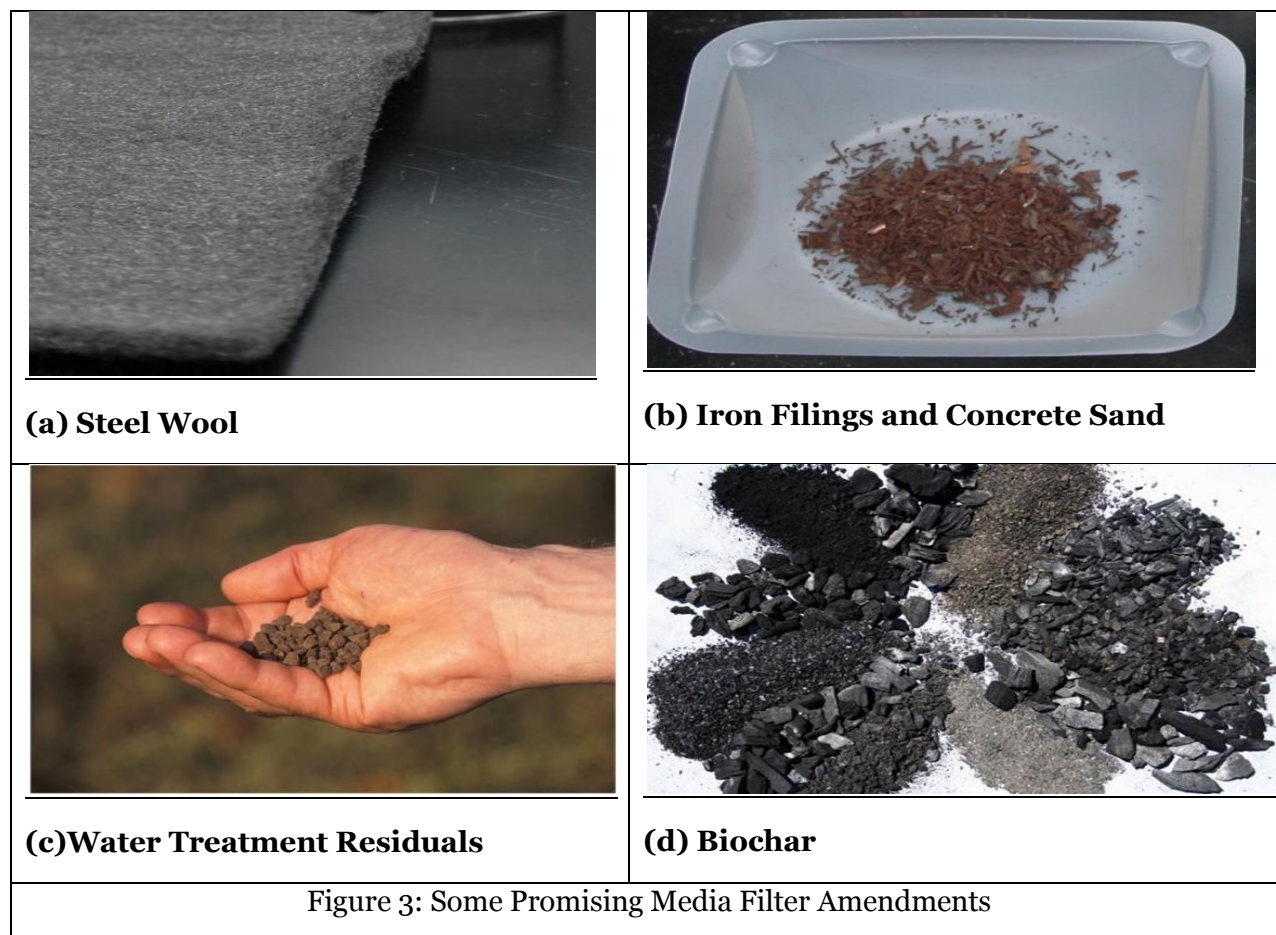 (a) Steel Wool
(b) Iron Filings and Concrete Sand
(c)Water Treatment Residuals
(d) Biochar
Figure 3: Some Promising Media Filter Amendments